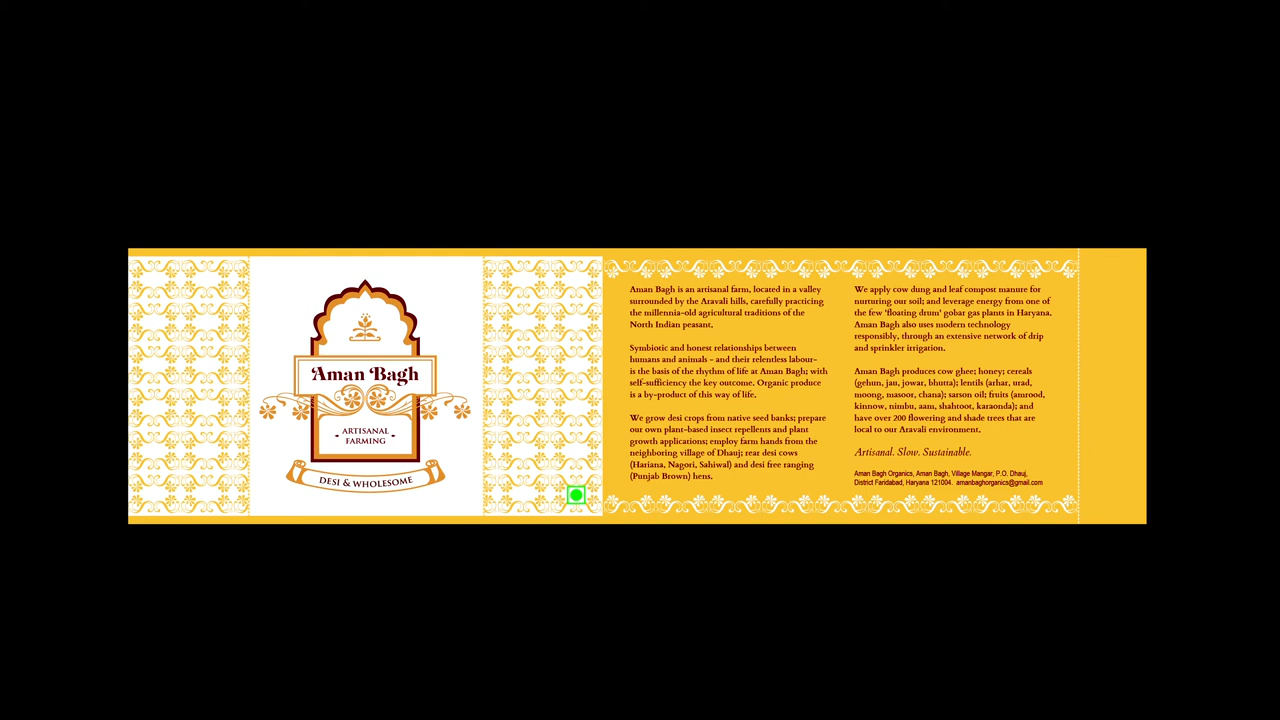 Aman Bagh
ARTISANAL
FARMING
DESI & WHOLESOME
Aman Bagh is an artisanal farm, located in a valley
surrounded by the Aravali hills, carefully practicing
the millennia-old agricultural traditions of the
North Indian peasant.
Symbiotic and honest relationships between
humans and animals - and their relentless labour-
is the basis of the rhythm of life at Aman Bagh; with
self-sufficiency the key outcome. Organic produce
is a by-product of this way of life.
We grow desi crops from native seed banks; prepare
our own plant-based insect repellents and plant
growth applications; employ farm hands from the
neighboring village of Dhauj; rear desi cows
(Hariana, Nagori, Sahiwal) and desi free ranging
(Punjab Brown) hens.
We apply cow dung and leaf compost manure for
nurturing our soil; and leverage energy from one of
the few 'floating drum' gobar gas plants in Haryana.
Aman Bagh also uses modern technology
responsibly, through an extensive network of drip
and sprinkler irrigation.
Aman Bagh produces cow ghee; honey; cereals
(gehun, jau, jowar, bhutta); lentils (arhar, urad,
moong, masoor, chana); sarson oil; fruits (amrood,
kinnow, nimbu, aam, shahtoot, karaonda); and
have over 200 flowering and shade trees that are
local to our Aravali environment.
Artisanal. Slow. Sustainable.
Aman Bagh Organics, Aman Bagh, Village Mangar, P.O. Dhauj,
District Faridabad, Haryana 121004. amanbaghorganics@gmail.com